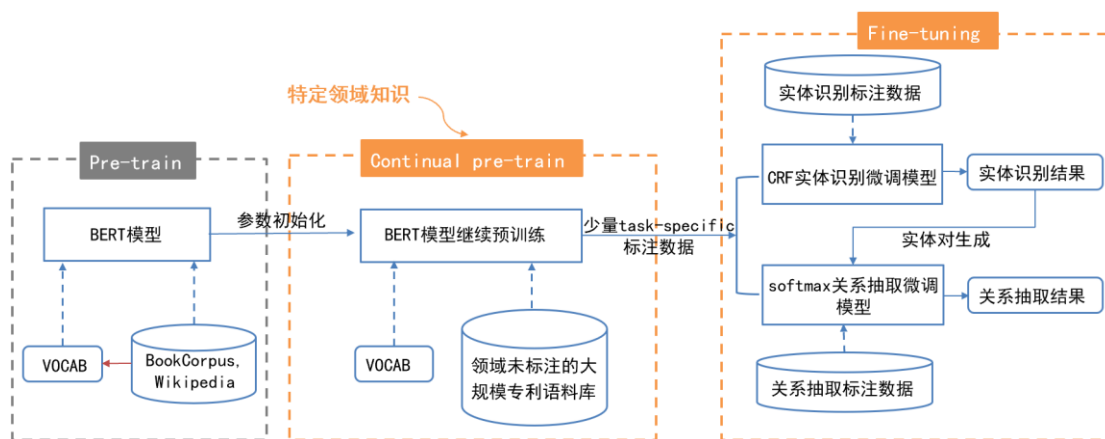 Fine-tuning
实体识别标注数据
特定领域知识
Pre-train
Continual pre-train
CRF实体识别微调模型
实体识别结果
BERT模型
参数初始化
BERT模型继续预训练
少量task-specific
标注数据
实体对生成
softmax关系抽取微调
模型
关系抽取结果
VOCAB
BookCorpus,
Wikipedia
VOCAB
领域未标注的大
规模专利语料库
关系抽取标注数据